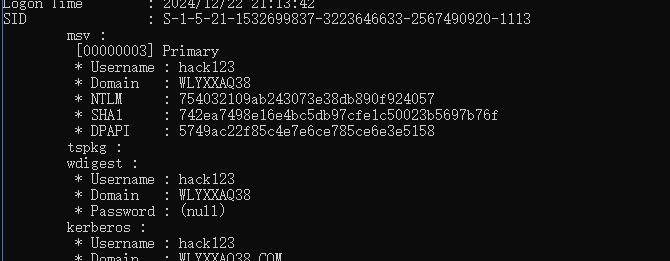 Logon Time : 2024/12/22 21:13:42
SID : S-1-5-21-1532699837-3223646633-2567490920-1113
msv :
[00000003] Primary
* Username : hack123
* Domain : WLYXXAQ38
* NTLM : 754032109ab243073e38db890f924057
* SHA1 : 742ea7498e16e4bc5db97cfe1c50023b5697b76f
* DPAPI : 5749ac22f85c4e7e6ce785ce6e3e5158
tspkg :
wdigest :
* Username : hack123
* Domain : WLYXXAQ38
* Password : (null)
kerberos :
* Username : hack123
* Domain : WLYXXAQ38.COM